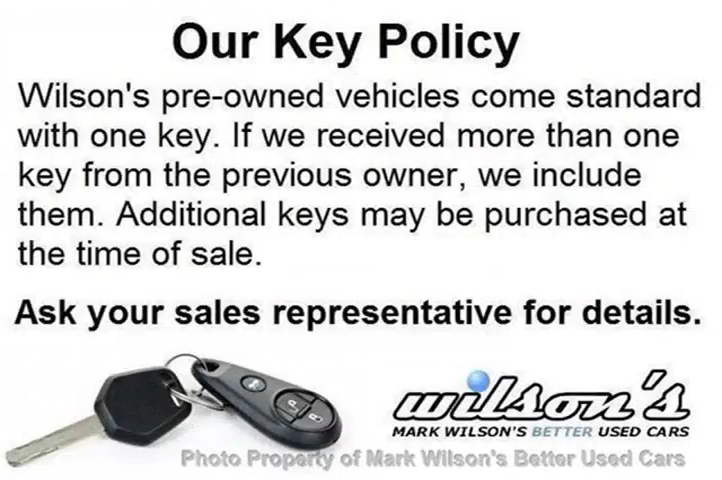 Our Key Policy
Wilson's pre-owned vehicles come standard
with one key. If we received more than one
key from the previous owner, we include
them. Additional keys may be purchased at
the time of sale.
Ask your sales representative for details.
wilson's
MARK WILSON'S BETTER USED CARS
Photo Property of Mark Wilson's Better Used Cars